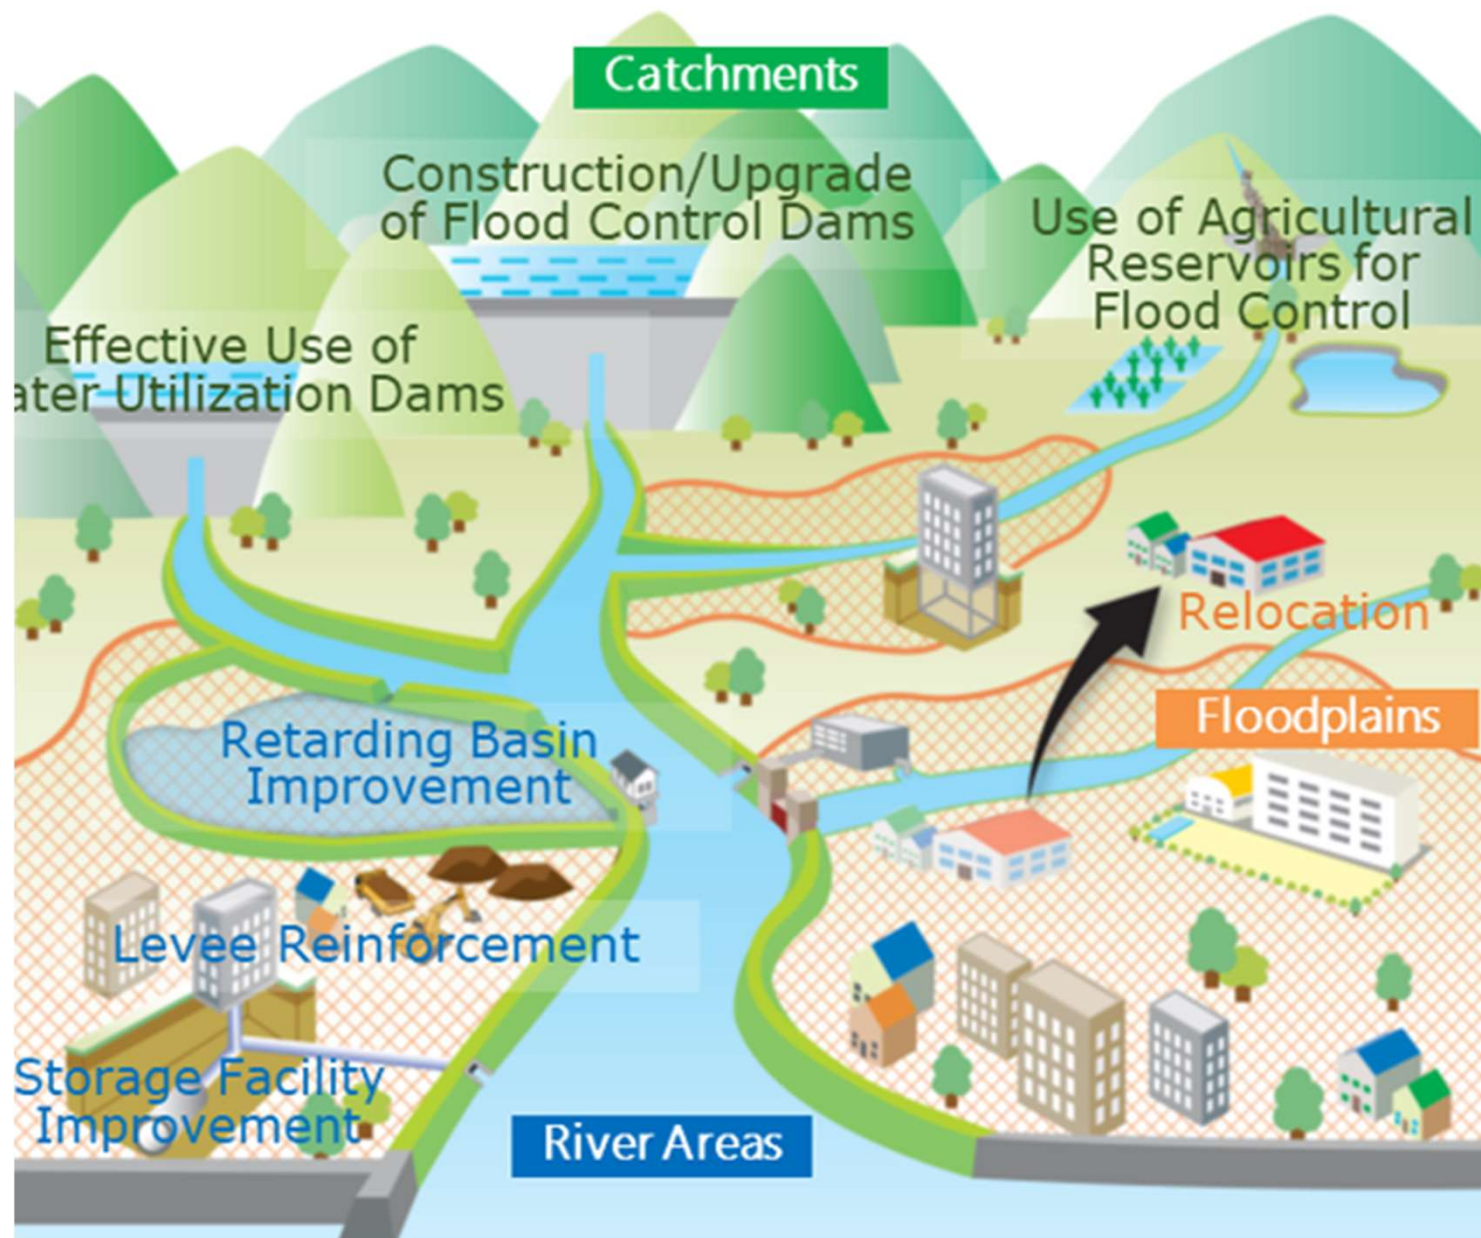 Catchments
Construction/Upgrade
of Flood Control Dams
Use of Agricultural
Reservoirs for
Flood Control
Effective Use of
ater Utilization Dams
Relocation
Floodplains
Retarding Basin
Improvement
Levee Reinforcement
Storage Facility
Improvement
River Areas